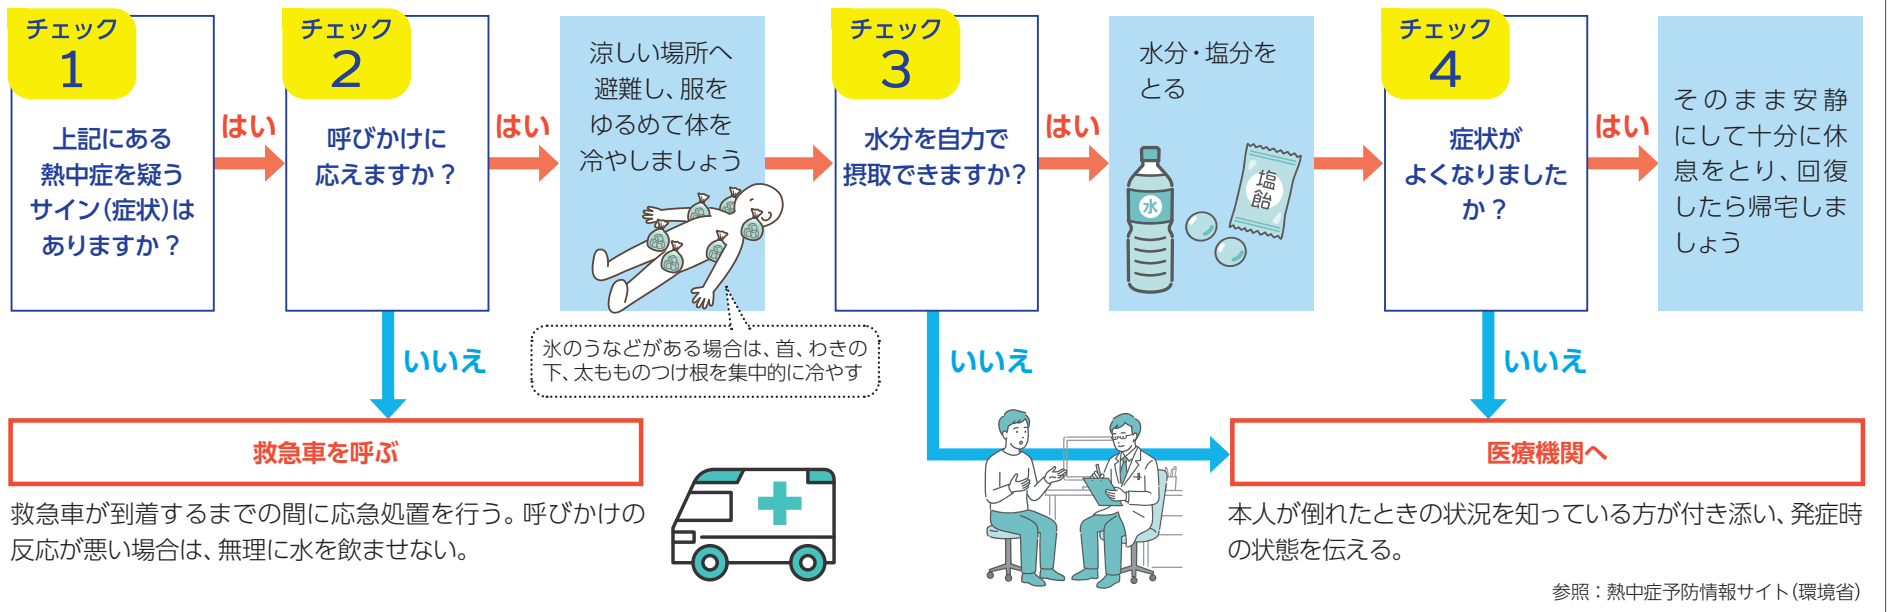 チェック
1
上記にある
熱中症を疑う
サイン（症状）は
ありますか？
はい
チェック
2
呼びかけに
応えますか？
はい
涼しい場所へ
避難し、服を
ゆるめて体を
冷やしましょう
氷のうなどがある場合は、首、わきの
下、太もものつけ根を集中的に冷やす
チェック
3
水分を自力で
摂取できますか？
はい
水分・塩分を
とる
水
塩
飴
チェック
4
症状が
よくなりました
か？
はい
そのまま安静
にして十分に休
息をとり、回復
したら帰宅しま
しょう
いいえ
いいえ
いいえ
救急車を呼ぶ
救急車が到着するまでの間に応急処置を行う。呼びかけの
反応が悪い場合は、無理に水を飲ませない。
医療機関へ
本人が倒れたときの状況を知っている方が付き添い、発症時
の状態を伝える。
参照：熱中症予防情報サイト（環境省）